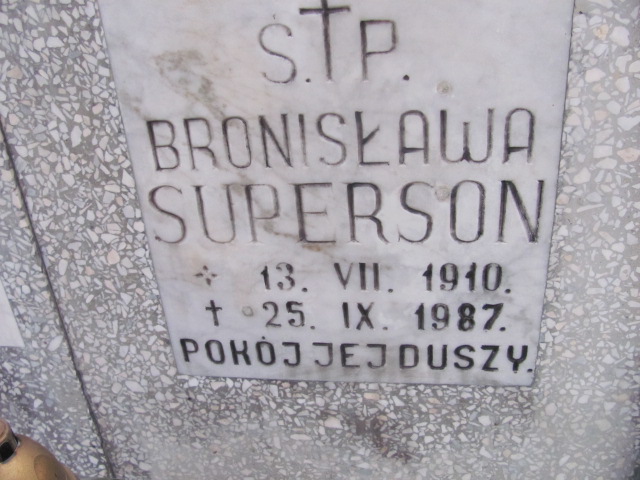 Ś.†P.
BRONISŁAWA
SUPERSON
* 13. VII. 1910.
† 25. IX. 1987.
POKÓJ JEJ DUSZY.